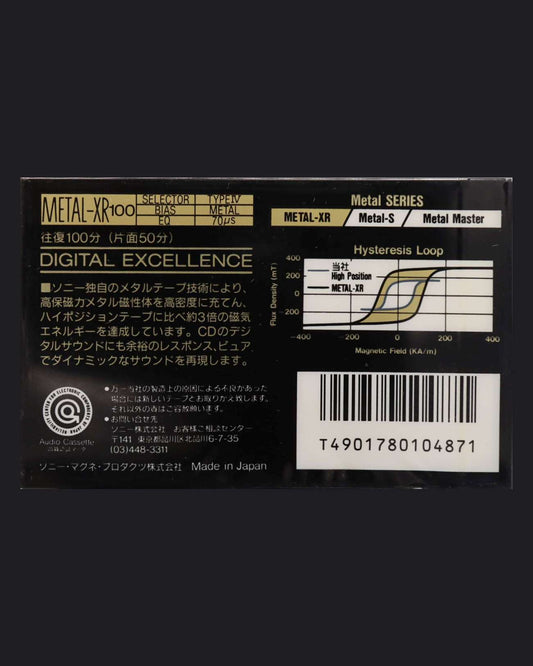 METAL-XR100
SELECTOR TYPEⅣ
BIAS METAL
EQ 70μs
往復100分（片面50分）
DIGITAL EXCELLENCE
■ソニー独自のメタルテープ技術により、
高保磁力メタル磁性体を高密度に充てん、
ハイポジションテープに比べ約3倍の磁気
エネルギーを達成しています。CDのデジ
タルサウンドにも余裕のレスポンス、ピュア
でダイナミックなサウンドを再現します。
Audio Cassette
●万一当社の製造上の原因による不良があった
場合には新しいテープとお取りかえ致します。
それ以外の責はご容赦願います。
●お問い合せ先
ソニー株式会社 お客様ご相談センター
〒141 東京都品川区北品川6-7-35
(03)448-3311
ソニー・マグネ・プロダクツ株式会社 Made in Japan
Metal SERIES
METAL-XR Metal-S Metal Master
Hysteresis Loop
Flux Density (mT)
400
200
0
−200
当社
High Position
METAL-XR
−400 −200 0 200 400
Magnetic Field (KA/m)
T4901780104871